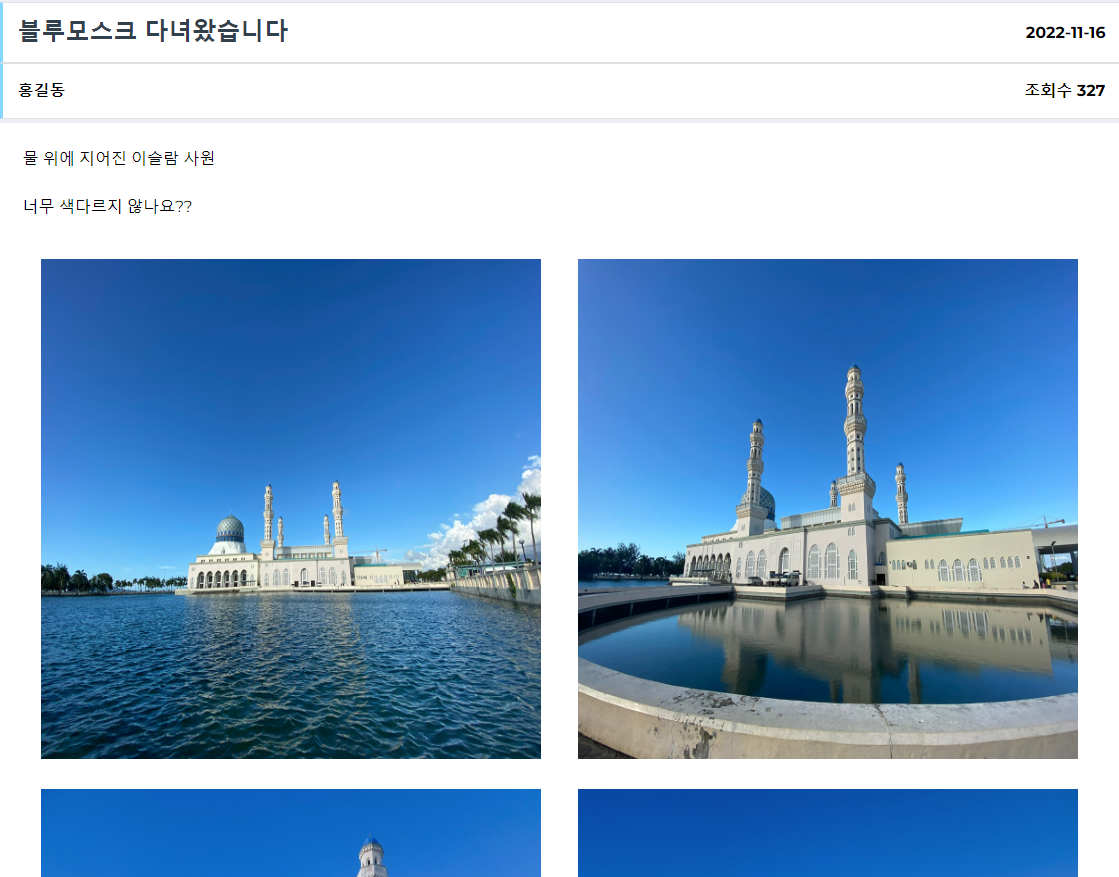 블루모스크 다녀왔습니다
2022-11-16
홍길동
조회수 327
물 위에 지어진 이슬람 사원
너무 색다르지 않나요??